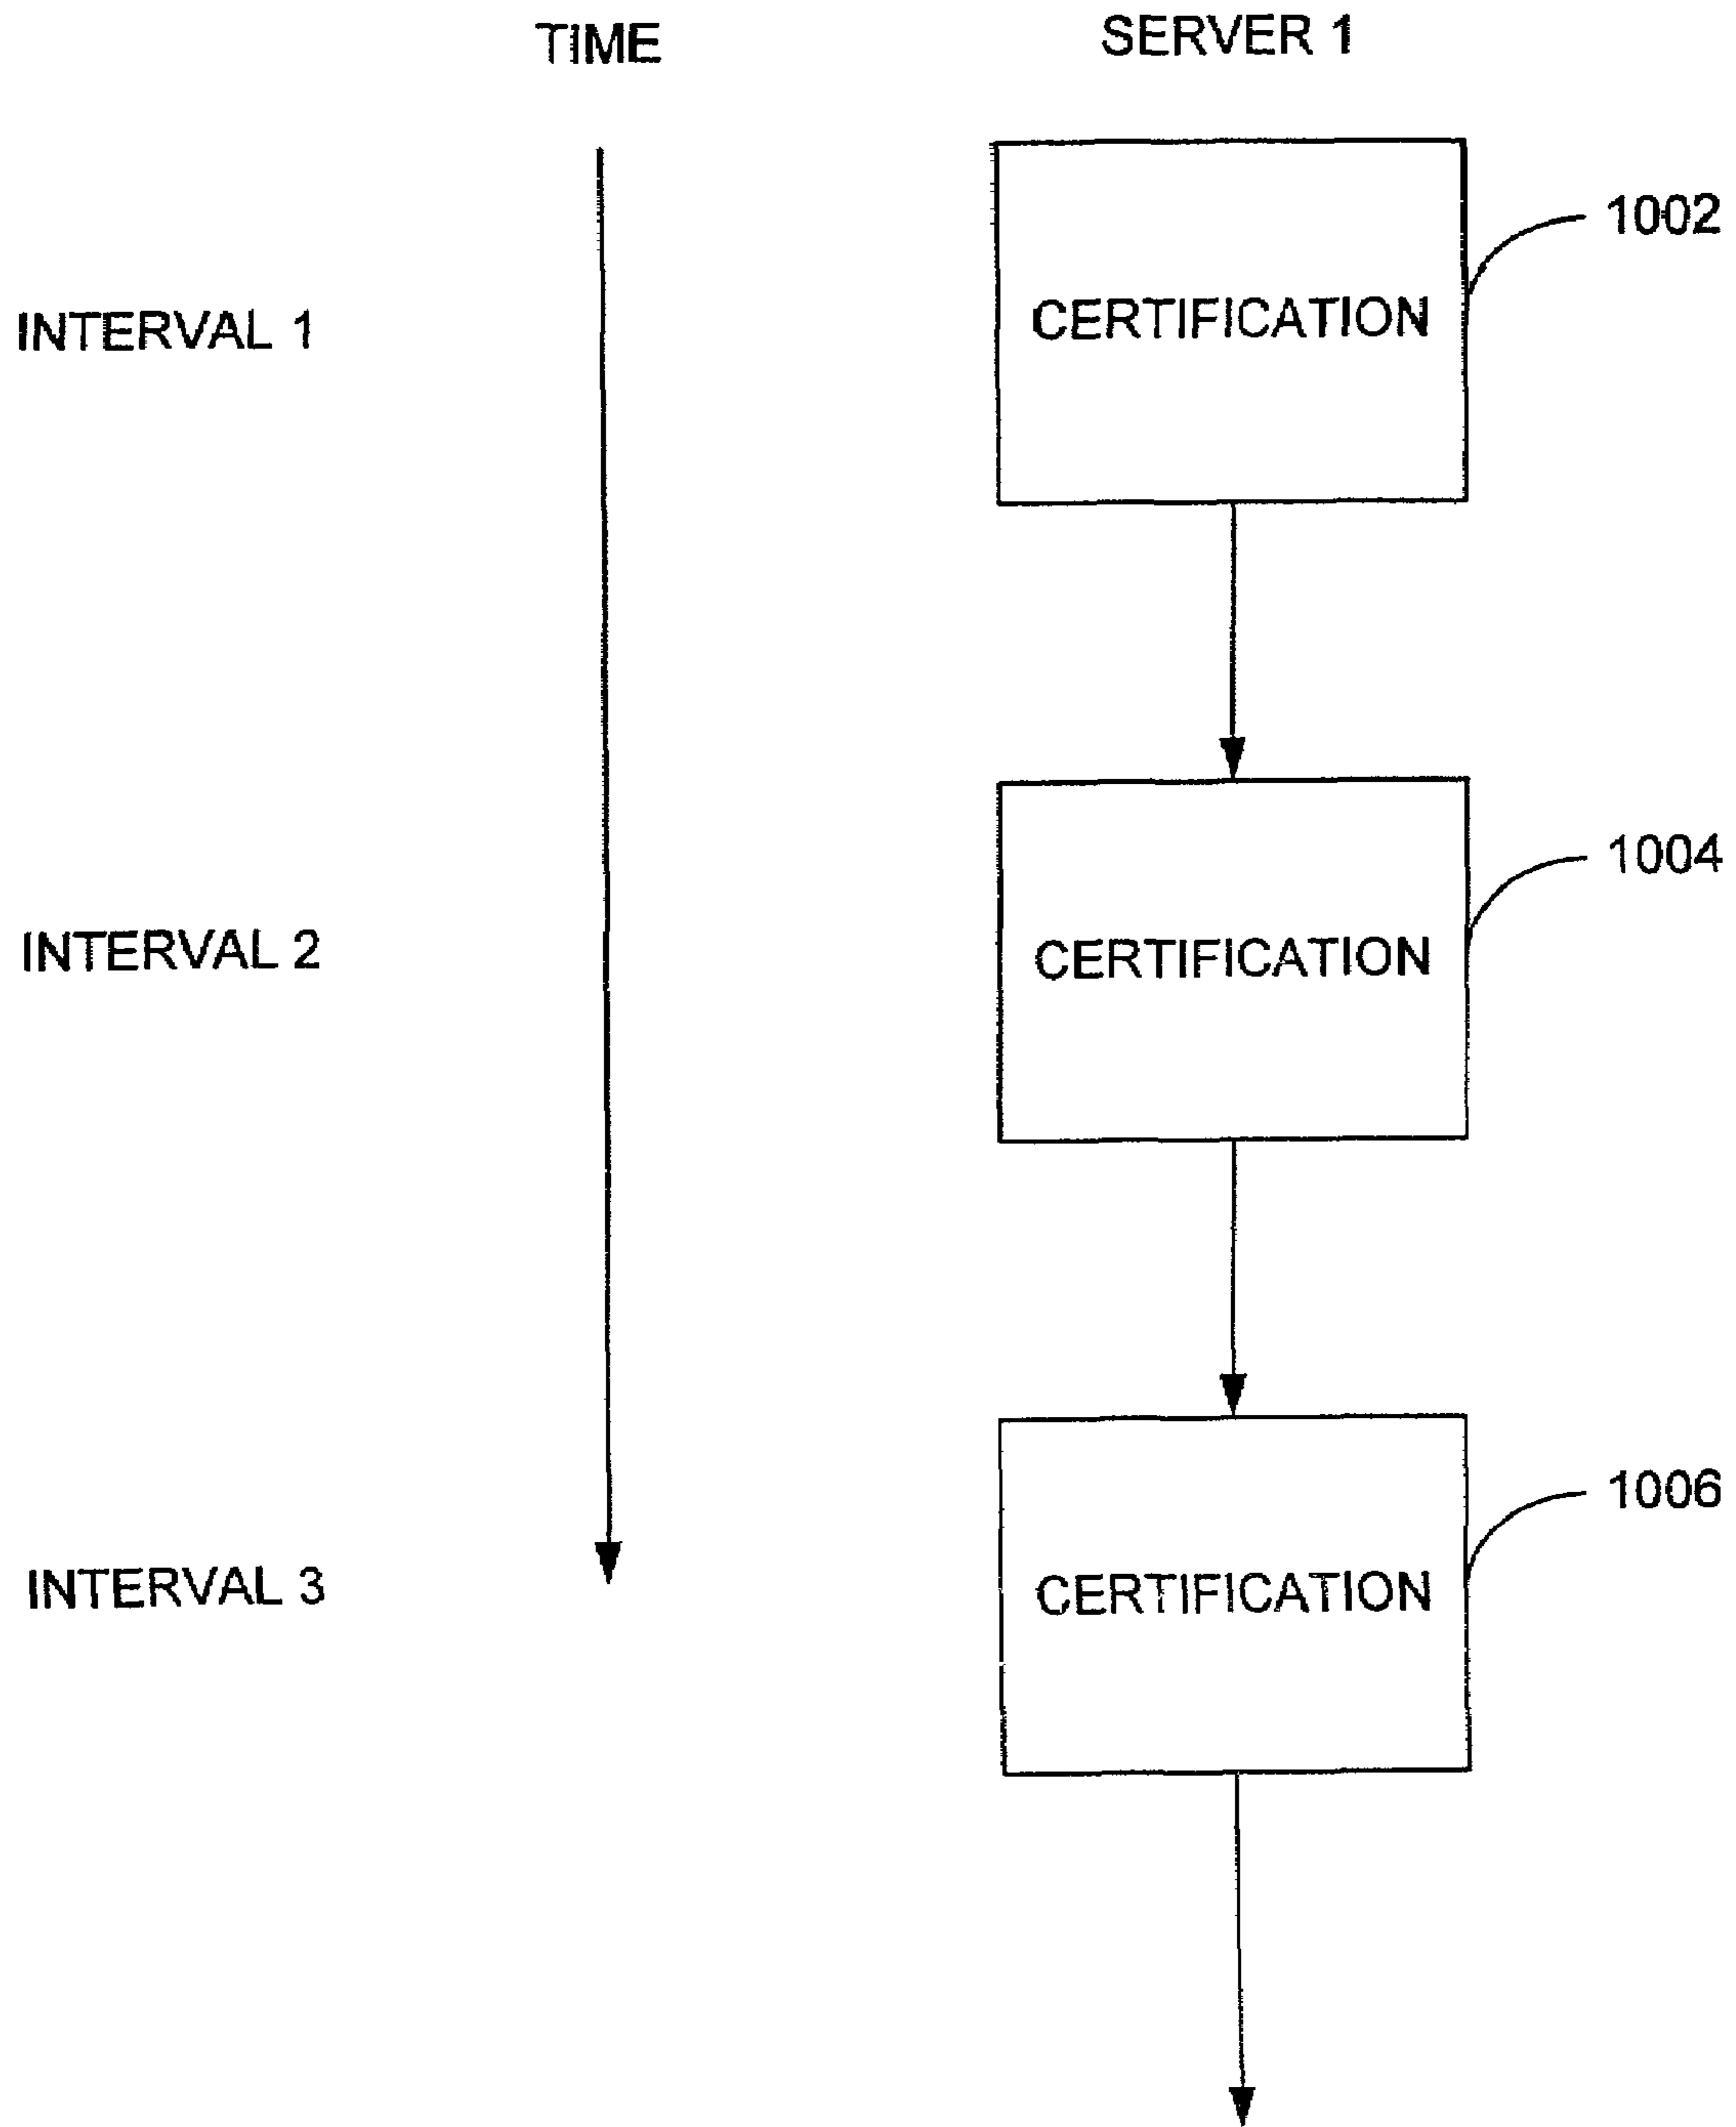 TIME
SERVER 1
1002
INTERVAL 1
CERTIFICATION
1004
INTERVAL 2
CERTIFICATION
1006
INTERVAL 3
CERTIFICATION